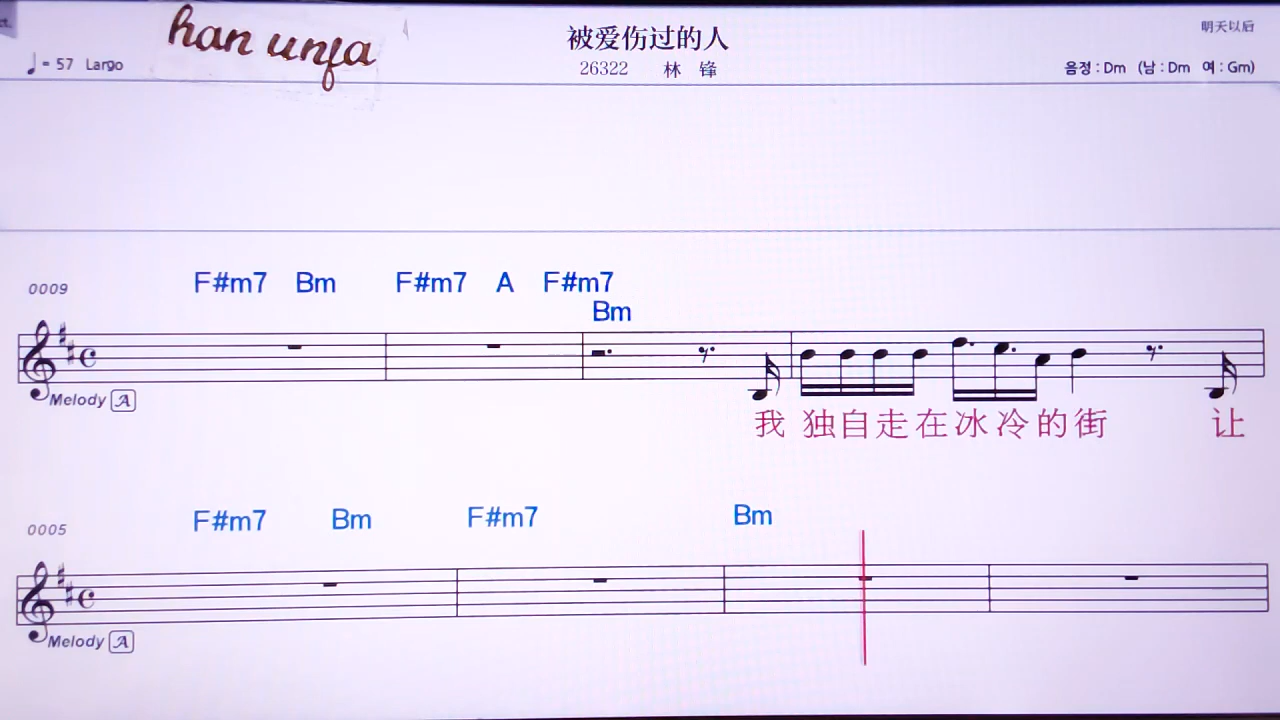 han unfa
被爱伤过的人
明天以后
♩= 57 Largo
26322 林 锋
음정 : Dm (남 : Dm 여 : Gm)
0009
F#m7 Bm F#m7 A F#m7
Bm
Melody A
我 独自走在冰冷的街 让
0005
F#m7 Bm F#m7 Bm
Melody A